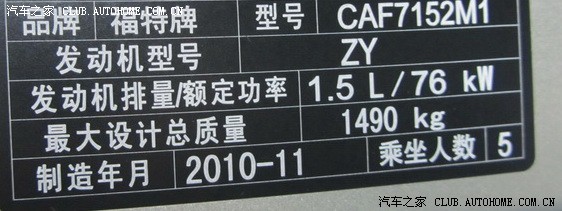 汽车之家 CLUB.AUTOHOME.COM.CN
品牌 福特牌 型号 CAF7152M1
发动机型号 ZY
发动机排量/额定功率 1.5 L/76 kW
最大设计总质量 1490 kg
制造年月 2010-11 乘坐人数 5
汽车之家 CLUB.AUTOHOME.COM.CN